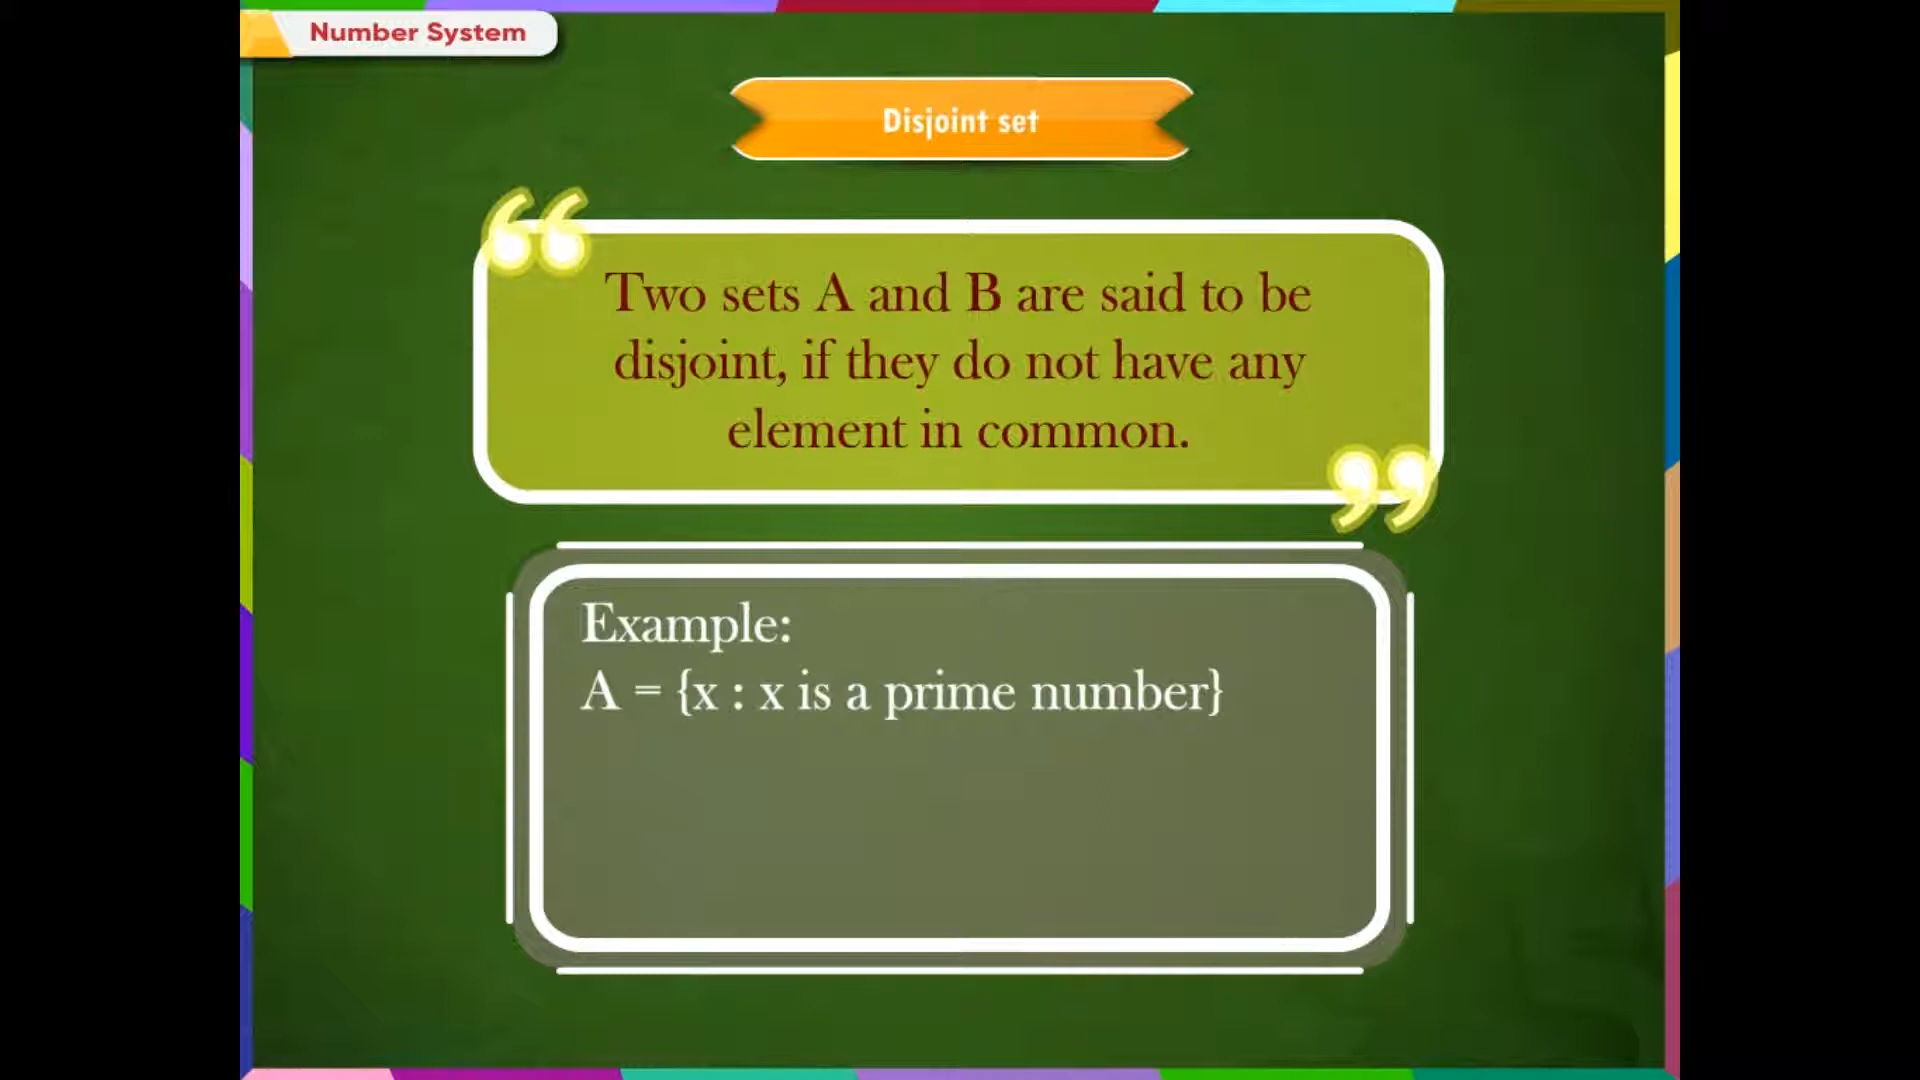 Number System
Disjoint set
Two sets A and B are said to be
disjoint, if they do not have any
element in common.
Example:
A = {x : x is a prime number}